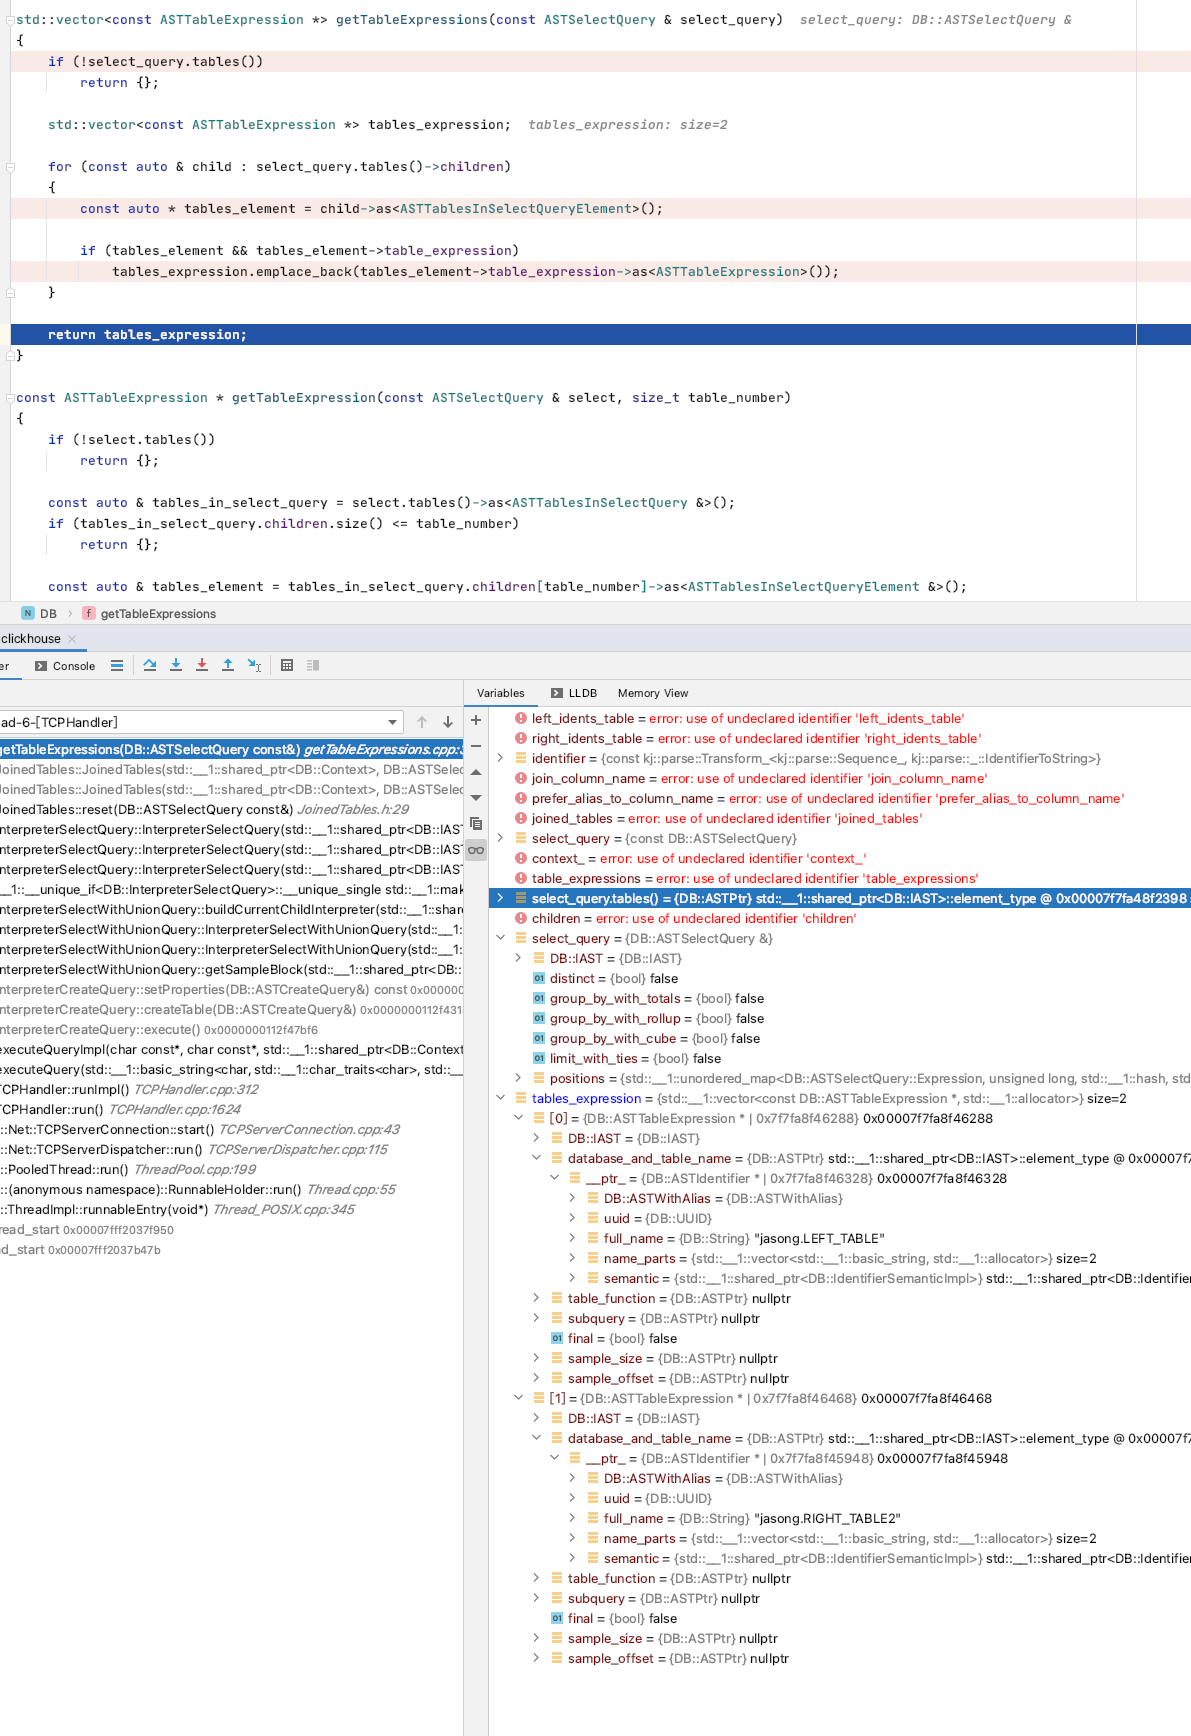 std::vector<const ASTTableExpression *> getTableExpressions(const ASTSelectQuery & select_query)  select_query: DB::ASTSelectQuery &
{
    if (!select_query.tables())
        return {};
    std::vector<const ASTTableExpression *> tables_expression;  tables_expression: size=2
    for (const auto & child : select_query.tables()->children)
    {
        const auto * tables_element = child->as<ASTTablesInSelectQueryElement>();
        if (tables_element && tables_element->table_expression)
            tables_expression.emplace_back(tables_element->table_expression->as<ASTTableExpression>());
    }
    return tables_expression;
}
const ASTTableExpression * getTableExpression(const ASTSelectQuery & select, size_t table_number)
{
    if (!select.tables())
        return {};
    const auto & tables_in_select_query = select.tables()->as<ASTTablesInSelectQuery &>();
    if (tables_in_select_query.children.size() <= table_number)
        return {};
    const auto & tables_element = tables_in_select_query.children[table_number]->as<ASTTablesInSelectQueryElement &>();
N DB > f getTableExpressions
clickhouse ×
er Console
ad-6-[TCPHandler]
getTableExpressions(DB::ASTSelectQuery const&) getTableExpressions.cpp:
JoinedTables::JoinedTables(std::__1::shared_ptr<DB::Context>, DB::ASTSelec
JoinedTables::JoinedTables(std::__1::shared_ptr<DB::Context>, DB::ASTSelec
JoinedTables::reset(DB::ASTSelectQuery const&) JoinedTables.h:29
nterpreterSelectQuery::InterpreterSelectQuery(std::__1::shared_ptr<DB::IAST
nterpreterSelectQuery::InterpreterSelectQuery(std::__1::shared_ptr<DB::IAST
nterpreterSelectQuery::InterpreterSelectQuery(std::__1::shared_ptr<DB::IAST
__1::__unique_if<DB::InterpreterSelectQuery>::__unique_single std::__1::mak
nterpreterSelectWithUnionQuery::buildCurrentChildInterpreter(std::__1::shar
nterpreterSelectWithUnionQuery::InterpreterSelectWithUnionQuery(std::__1:
nterpreterSelectWithUnionQuery::InterpreterSelectWithUnionQuery(std::__1:
nterpreterSelectWithUnionQuery::getSampleBlock(std::__1::shared_ptr<DB::
nterpreterCreateQuery::setProperties(DB::ASTCreateQuery&) const 0x000000
nterpreterCreateQuery::createTable(DB::ASTCreateQuery&) 0x0000000112f431
nterpreterCreateQuery::execute() 0x0000000112f47bf6
executeQueryImpl(char const*, char const*, std::__1::shared_ptr<DB::Context
executeQuery(std::__1::basic_string<char, std::__1::char_traits<char>, std::__
TCPHandler::runImpl() TCPHandler.cpp:312
TCPHandler::run() TCPHandler.cpp:1624
::Net::TCPServerConnection::start() TCPServerConnection.cpp:43
::Net::TCPServerDispatcher::run() TCPServerDispatcher.cpp:115
::PooledThread::run() ThreadPool.cpp:199
::(anonymous namespace)::RunnableHolder::run() Thread.cpp:55
::ThreadImpl::runnableEntry(void*) Thread_POSIX.cpp:345
read_start 0x00007fff2037f950
ad_start 0x00007fff2037b47b
Variables LLDB Memory View
left_idents_table = error: use of undeclared identifier 'left_idents_table'
right_idents_table = error: use of undeclared identifier 'right_idents_table'
identifier = {const kj::parse::Transform_<kj::parse::Sequence_, kj::parse::_::IdentifierToString>}
join_column_name = error: use of undeclared identifier 'join_column_name'
prefer_alias_to_column_name = error: use of undeclared identifier 'prefer_alias_to_column_name'
joined_tables = error: use of undeclared identifier 'joined_tables'
select_query = {const DB::ASTSelectQuery}
context_ = error: use of undeclared identifier 'context_'
table_expressions = error: use of undeclared identifier 'table_expressions'
select_query.tables() = {DB::ASTPtr} std::__1::shared_ptr<DB::IAST>::element_type @ 0x00007f7fa48f2398
children = error: use of undeclared identifier 'children'
select_query = {DB::ASTSelectQuery &}
DB::IAST = {DB::IAST}
01 distinct = {bool} false
01 group_by_with_totals = {bool} false
01 group_by_with_rollup = {bool} false
01 group_by_with_cube = {bool} false
01 limit_with_ties = {bool} false
positions = {std::__1::unordered_map<DB::ASTSelectQuery::Expression, unsigned long, std::__1::hash, std
tables_expression = {std::__1::vector<const DB::ASTTableExpression *, std::__1::allocator>} size=2
[0] = {DB::ASTTableExpression * | 0x7f7fa8f46288} 0x00007f7fa8f46288
DB::IAST = {DB::IAST}
database_and_table_name = {DB::ASTPtr} std::__1::shared_ptr<DB::IAST>::element_type @ 0x00007f7
__ptr_ = {DB::ASTIdentifier * | 0x7f7fa8f46328} 0x00007f7fa8f46328
DB::ASTWithAlias = {DB::ASTWithAlias}
uuid = {DB::UUID}
full_name = {DB::String} "jasong.LEFT_TABLE"
name_parts = {std::__1::vector<std::__1::basic_string, std::__1::allocator>} size=2
semantic = {std::__1::shared_ptr<DB::IdentifierSemanticImpl>} std::__1::shared_ptr<DB::Identifier
table_function = {DB::ASTPtr} nullptr
subquery = {DB::ASTPtr} nullptr
01 final = {bool} false
sample_size = {DB::ASTPtr} nullptr
sample_offset = {DB::ASTPtr} nullptr
[1] = {DB::ASTTableExpression * | 0x7f7fa8f46468} 0x00007f7fa8f46468
DB::IAST = {DB::IAST}
database_and_table_name = {DB::ASTPtr} std::__1::shared_ptr<DB::IAST>::element_type @ 0x00007f7
__ptr_ = {DB::ASTIdentifier * | 0x7f7fa8f45948} 0x00007f7fa8f45948
DB::ASTWithAlias = {DB::ASTWithAlias}
uuid = {DB::UUID}
full_name = {DB::String} "jasong.RIGHT_TABLE2"
name_parts = {std::__1::vector<std::__1::basic_string, std::__1::allocator>} size=2
semantic = {std::__1::shared_ptr<DB::IdentifierSemanticImpl>} std::__1::shared_ptr<DB::Identifier
table_function = {DB::ASTPtr} nullptr
subquery = {DB::ASTPtr} nullptr
01 final = {bool} false
sample_size = {DB::ASTPtr} nullptr
sample_offset = {DB::ASTPtr} nullptr